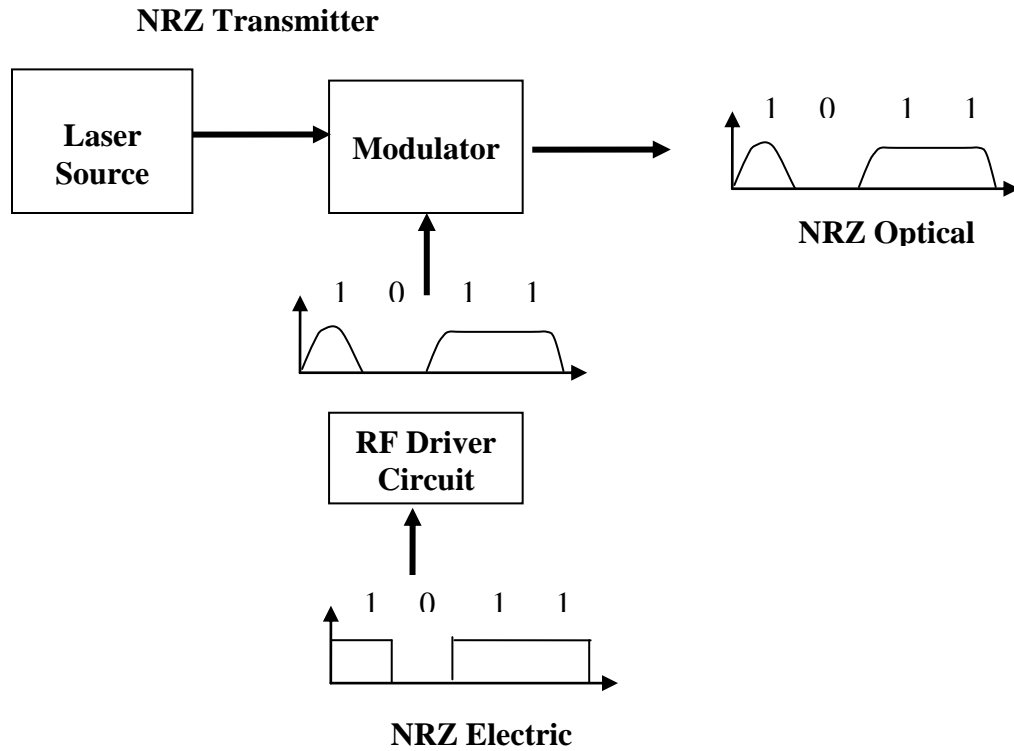 NRZ Transmitter
Laser
Source
Modulator
1 0 1 1
NRZ Optical
1 0 1 1
RF Driver
Circuit
1 0 1 1
NRZ Electric